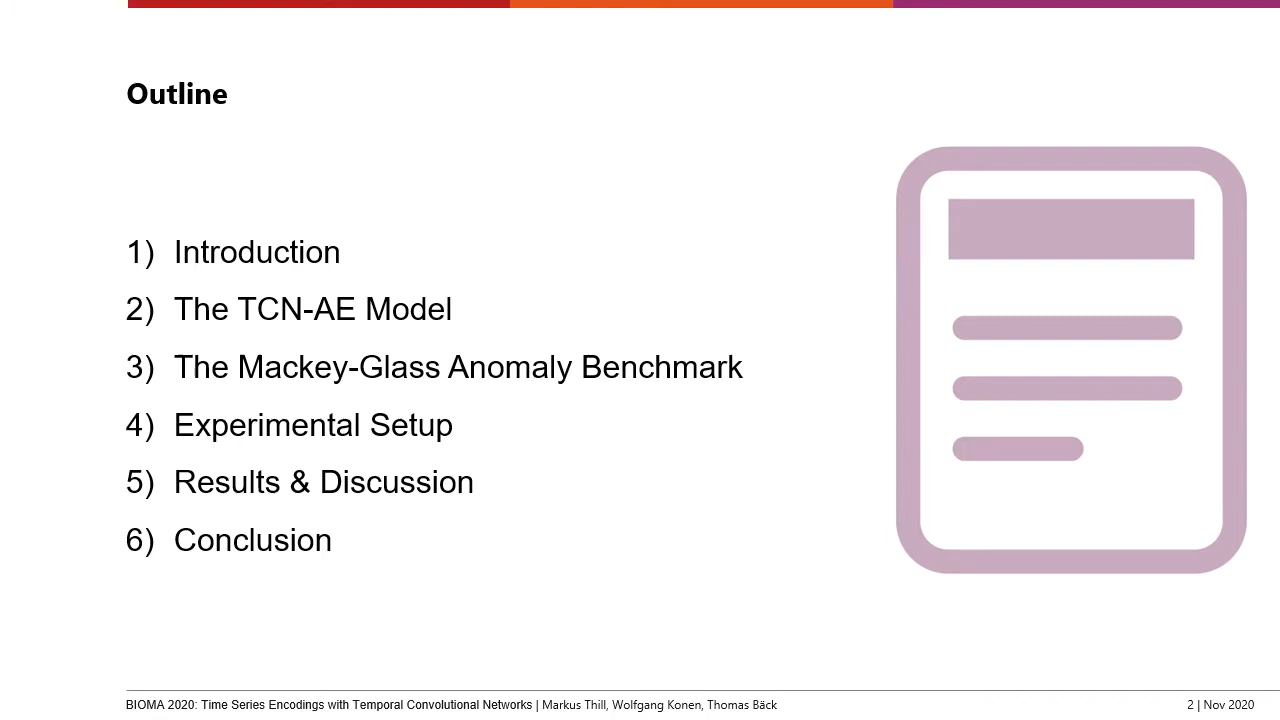 Outline
1) Introduction
2) The TCN-AE Model
3) The Mackey-Glass Anomaly Benchmark
4) Experimental Setup
5) Results & Discussion
6) Conclusion
BIOMA 2020: Time Series Encodings with Temporal Convolutional Networks | Markus Thill, Wolfgang Konen, Thomas Bäck
2 | Nov 2020